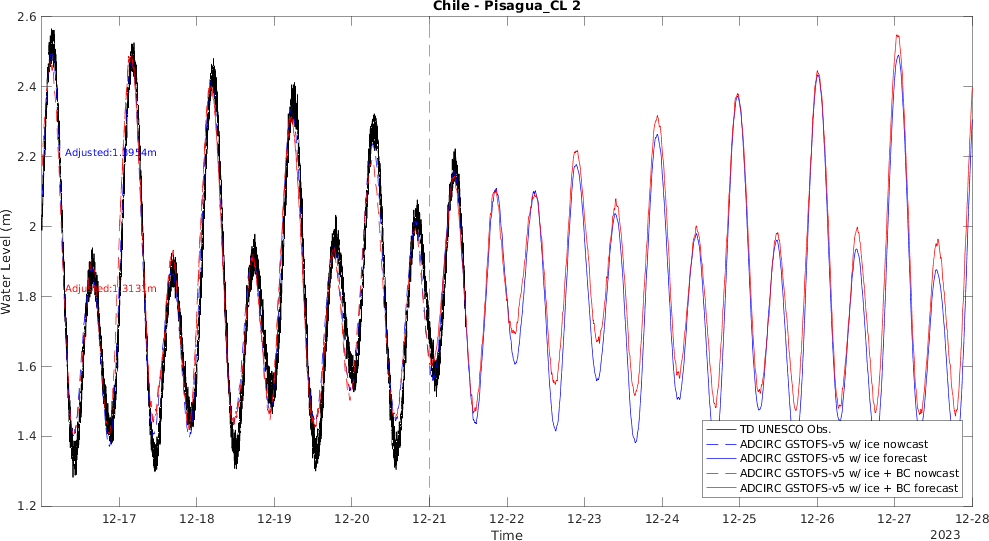 Chile - Pisagua_CL 2
2.6
2.4
2.2
2
1.8
1.6
1.4
1.2
Water Level (m)
TD UNESCO Obs.
ADCIRC GSTOFS-v5 w/ ice nowcast
ADCIRC GSTOFS-v5 w/ ice forecast
ADCIRC GSTOFS-v5 w/ ice + BC nowcast
ADCIRC GSTOFS-v5 w/ ice + BC forecast
12-17
12-18
12-19
12-20
12-21
12-22
12-23
12-24
12-25
12-26
12-27
12-28
Time
2023